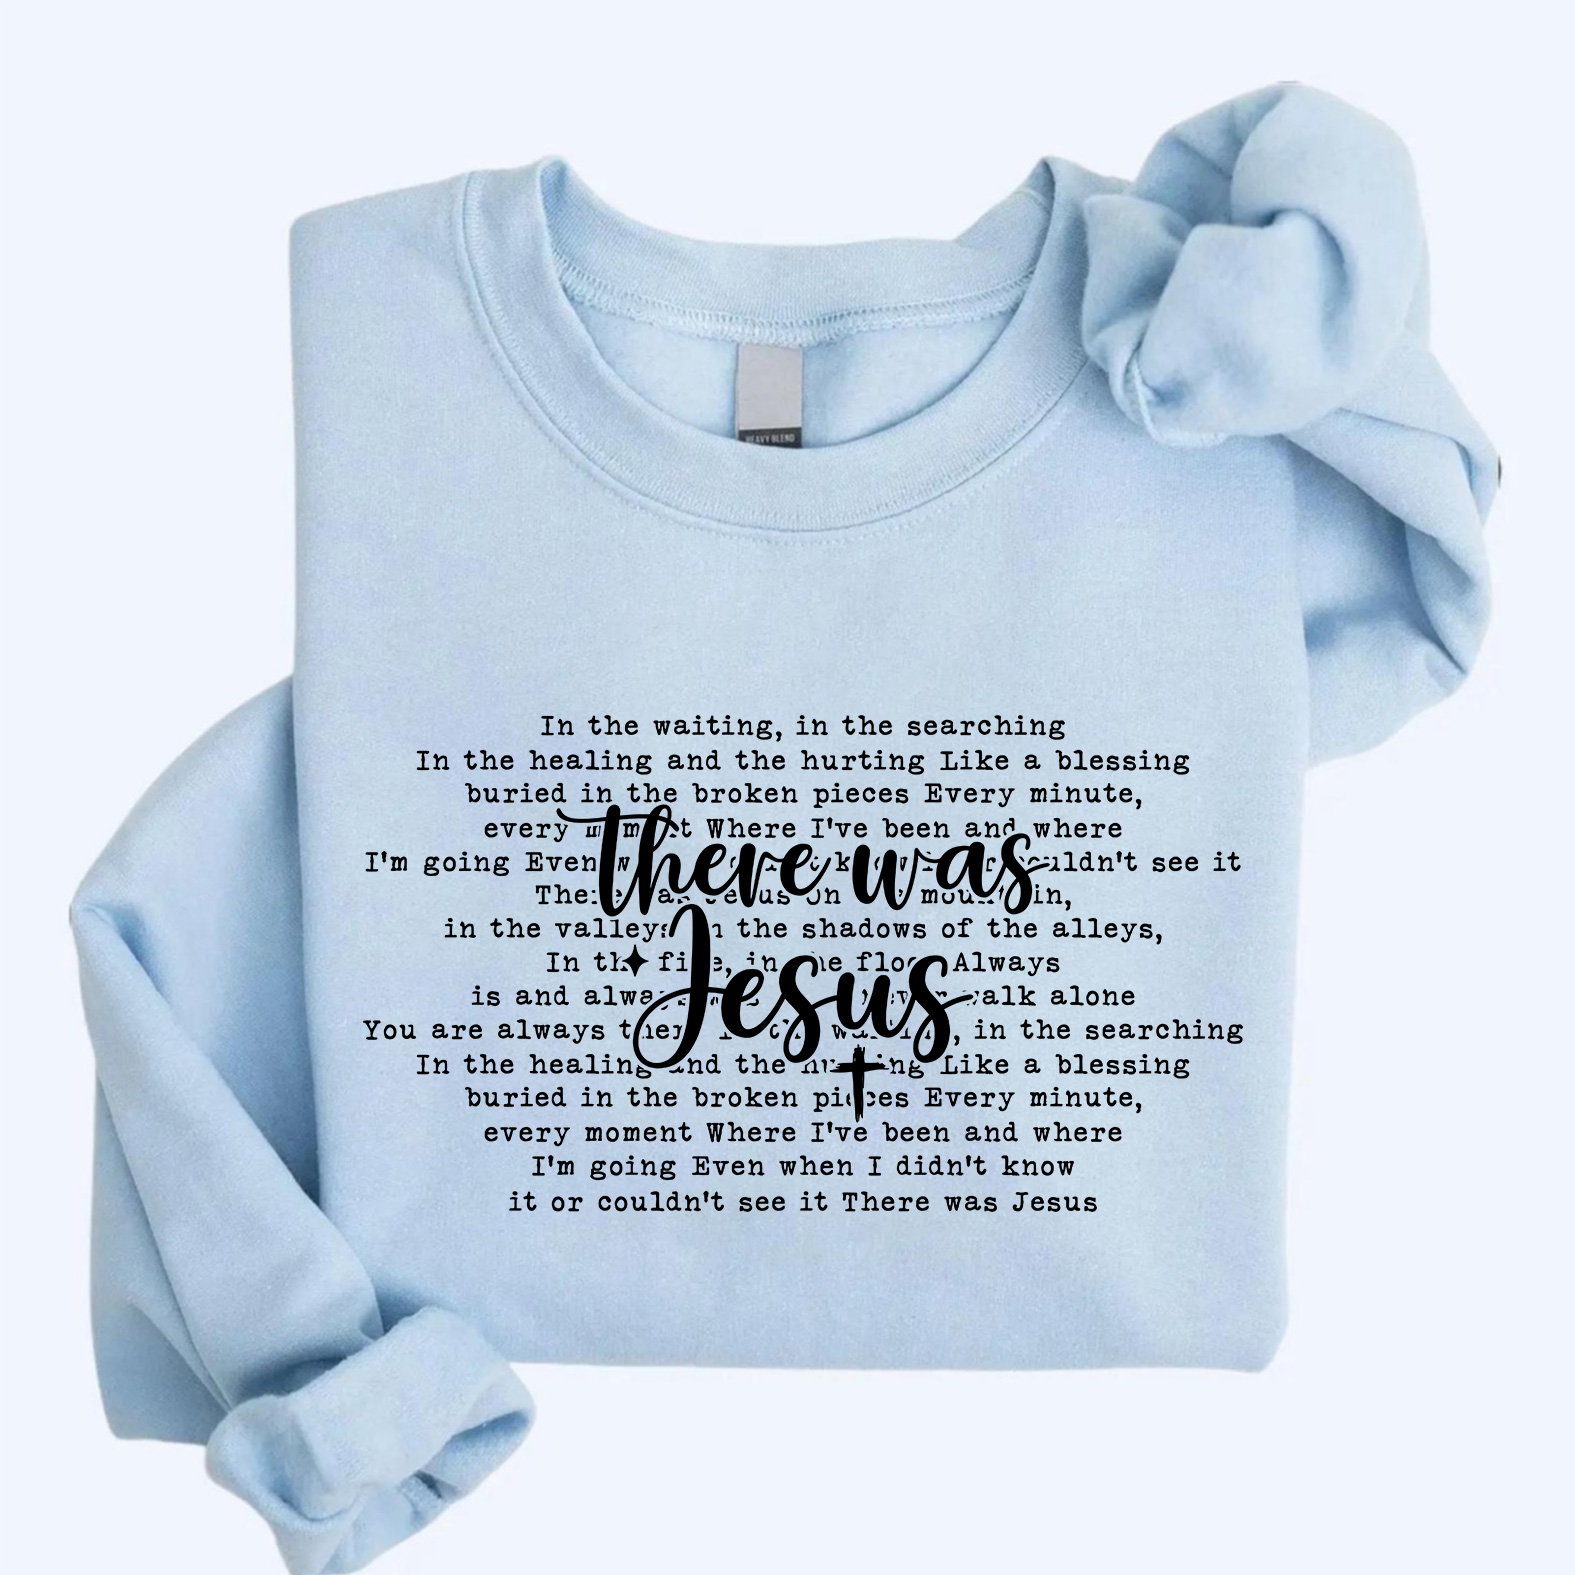 HEAVY BLEND
In the waiting, in the searching
In the healing and the hurting Like a blessing
buried in the broken pieces Every minute,
every Where I've been and where
there was
I'm going Even see it
in the valleys the shadows of the alleys,
In Always
Jesus
is and alone
You are always in the searching
In the healing and the Like a blessing
buried in the broken pieces Every minute,
every moment Where I've been and where
I'm going Even when I didn't know
it or couldn't see it There was Jesus